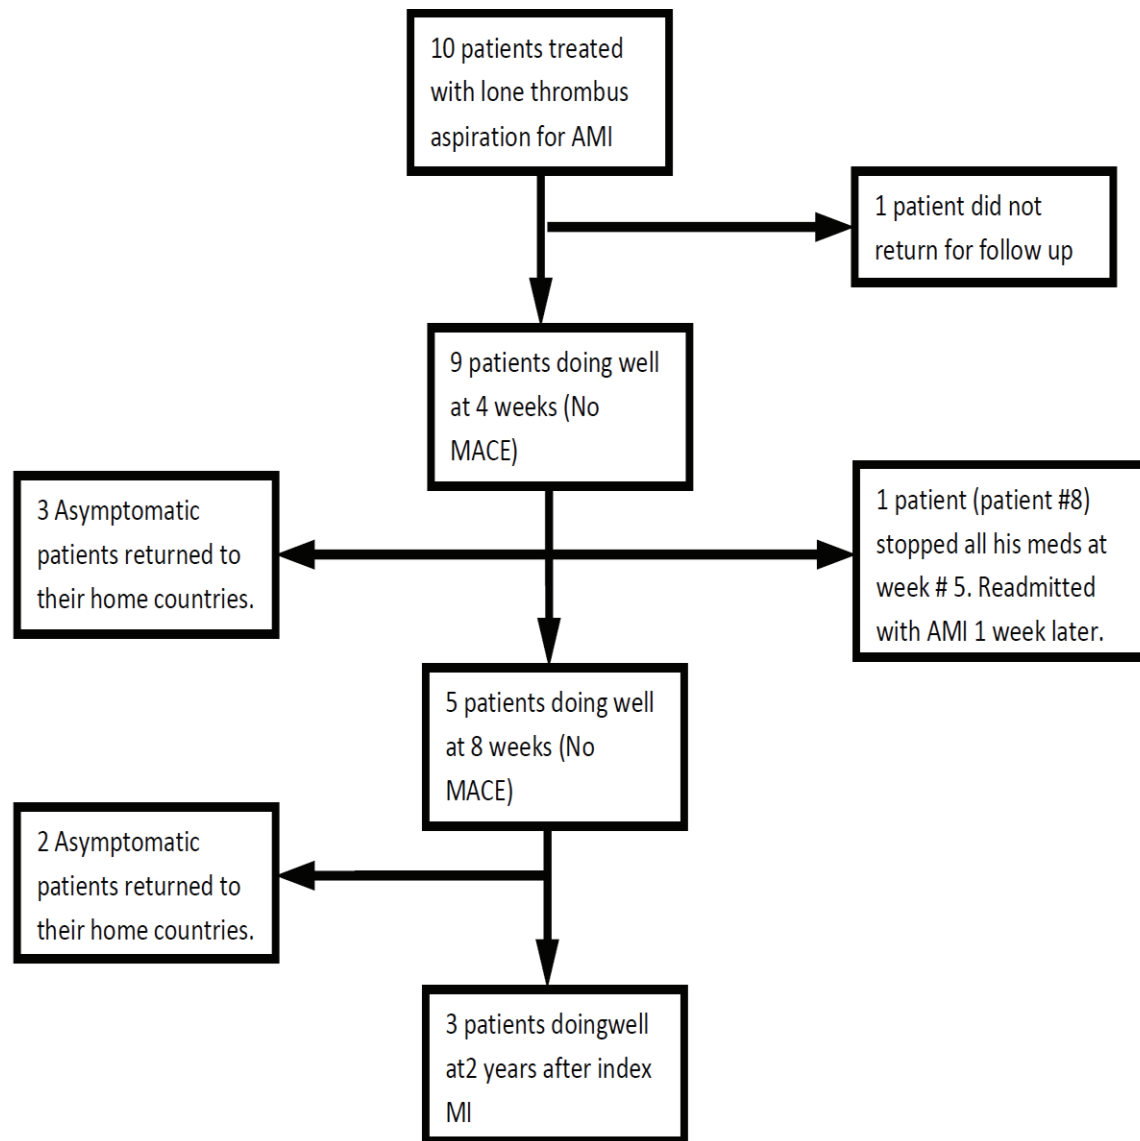 10 patients treated
with lone thrombus
aspiration for AMI
1 patient did not
return for follow up
9 patients doing well
at 4 weeks (No
MACE)
3 Asymptomatic
patients returned to
their home countries.
1 patient (patient #8)
stopped all his meds at
week # 5. Readmitted
with AMI 1 week later.
5 patients doing well
at 8 weeks (No
MACE)
2 Asymptomatic
patients returned to
their home countries.
3 patients doingwell
at2 years after index
MI